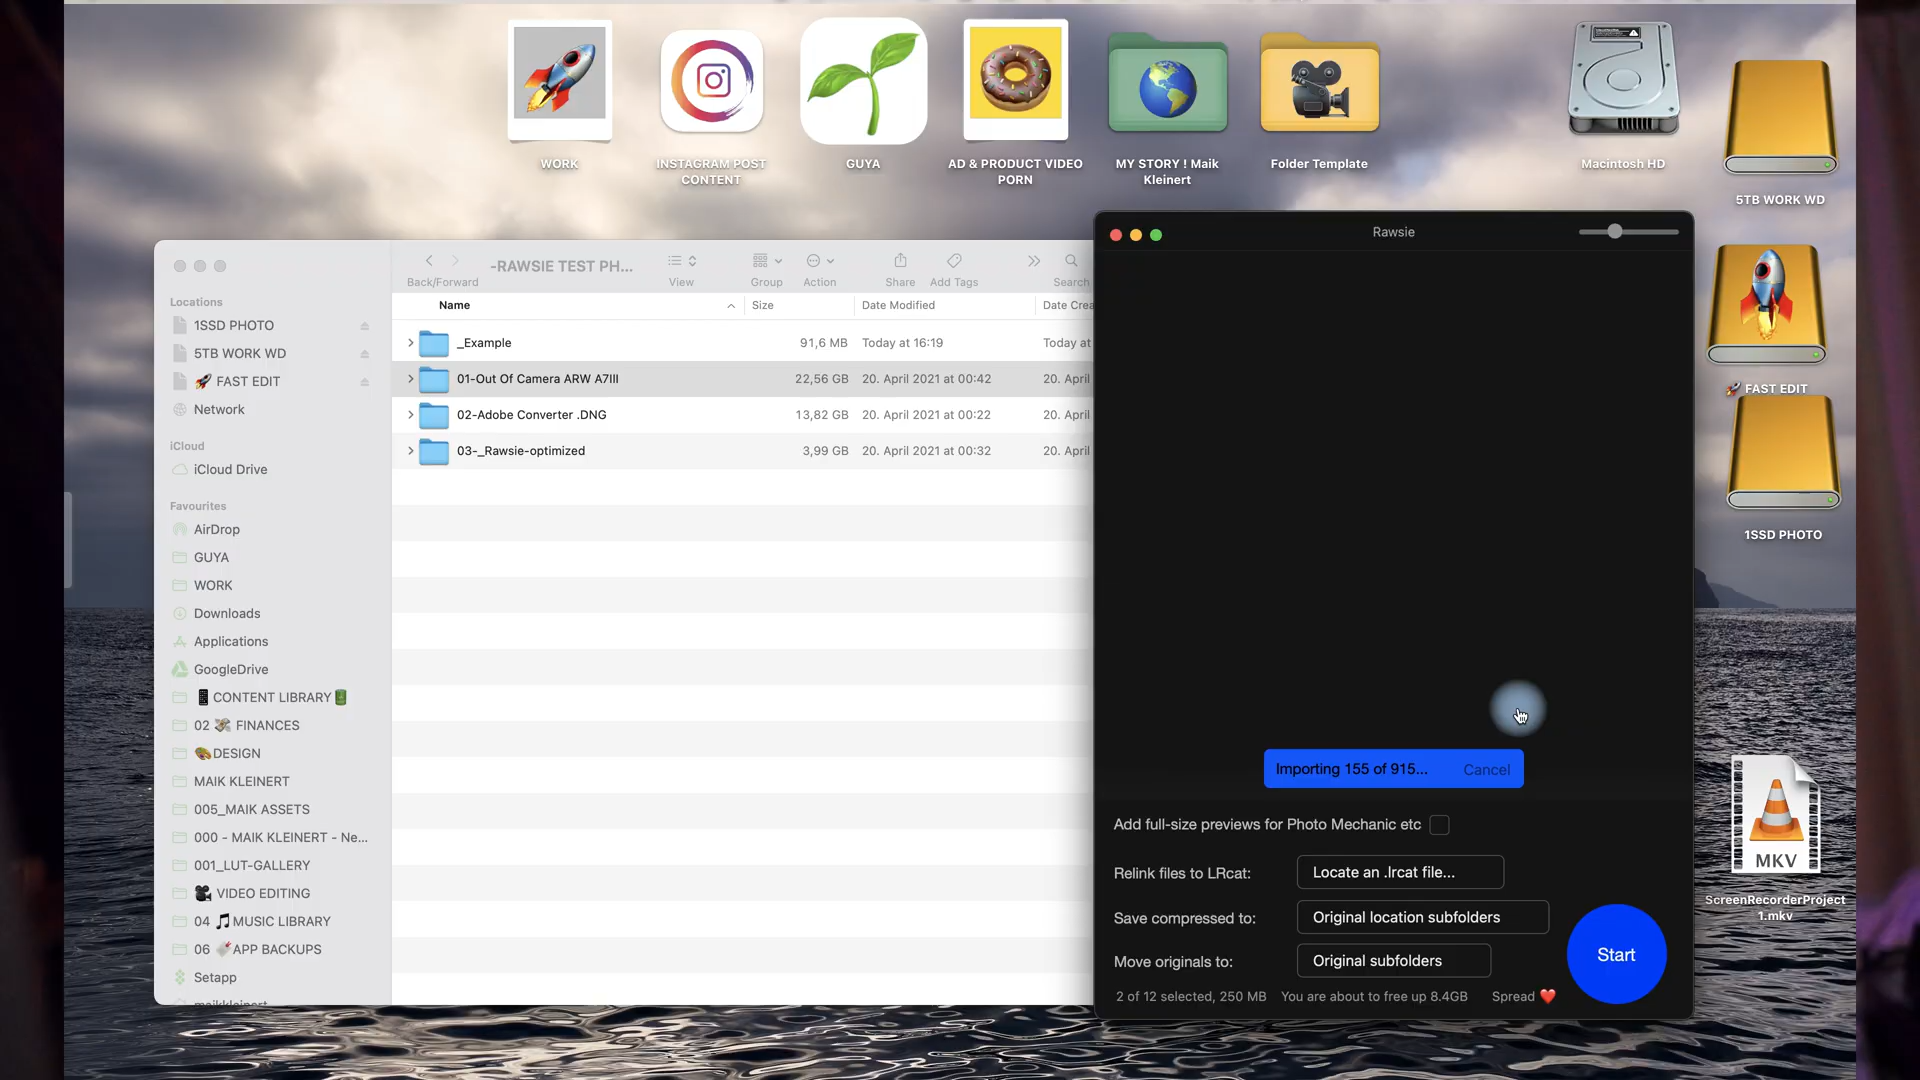 WORK
INSTAGRAM POST
CONTENT
GUYA
AD & PRODUCT VIDEO
PORN
MY STORY ! Maik
Kleinert
Folder Template
Macintosh HD
5TB WORK WD
FAST EDIT
1SSD PHOTO
MKV
ScreenRecorderProject
1.mkv
Back/Forward
-RAWSIE TEST PH...
View
Group
Action
Share
Add Tags
Search
Locations
1SSD PHOTO
5TB WORK WD
🚀 FAST EDIT
Network
iCloud
iCloud Drive
Favourites
AirDrop
GUYA
WORK
Downloads
Applications
GoogleDrive
CONTENT LIBRARY
02 💸 FINANCES
🎨DESIGN
MAIK KLEINERT
005_MAIK ASSETS
000 - MAIK KLEINERT - Ne...
001_LUT-GALLERY
🎥 VIDEO EDITING
04 🎵MUSIC LIBRARY
06 APP BACKUPS
Setapp
maikkleinert
Name Size Date Modified Date Crea
_Example 91,6 MB Today at 16:19 Today at
01-Out Of Camera ARW A7III 22,56 GB 20. April 2021 at 00:42 20. April
02-Adobe Converter .DNG 13,82 GB 20. April 2021 at 00:22 20. April
03-_Rawsie-optimized 3,99 GB 20. April 2021 at 00:32 20. April
Rawsie
Importing 155 of 915... Cancel
Add full-size previews for Photo Mechanic etc
Relink files to LRcat: Locate an .lrcat file...
Save compressed to: Original location subfolders
Move originals to: Original subfolders
Start
2 of 12 selected, 250 MB You are about to free up 8.4GB Spread ❤️